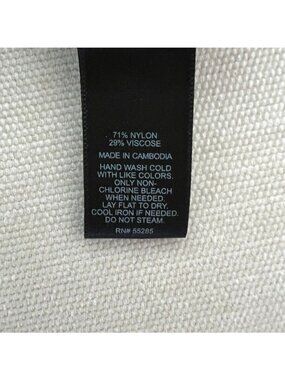 71% NYLON
29% VISCOSE
MADE IN CAMBODIA
HAND WASH COLD
WITH LIKE COLORS.
ONLY NON-
CHLORINE BLEACH
WHEN NEEDED.
LAY FLAT TO DRY.
COOL IRON IF NEEDED.
DO NOT STEAM.
RN# 55285